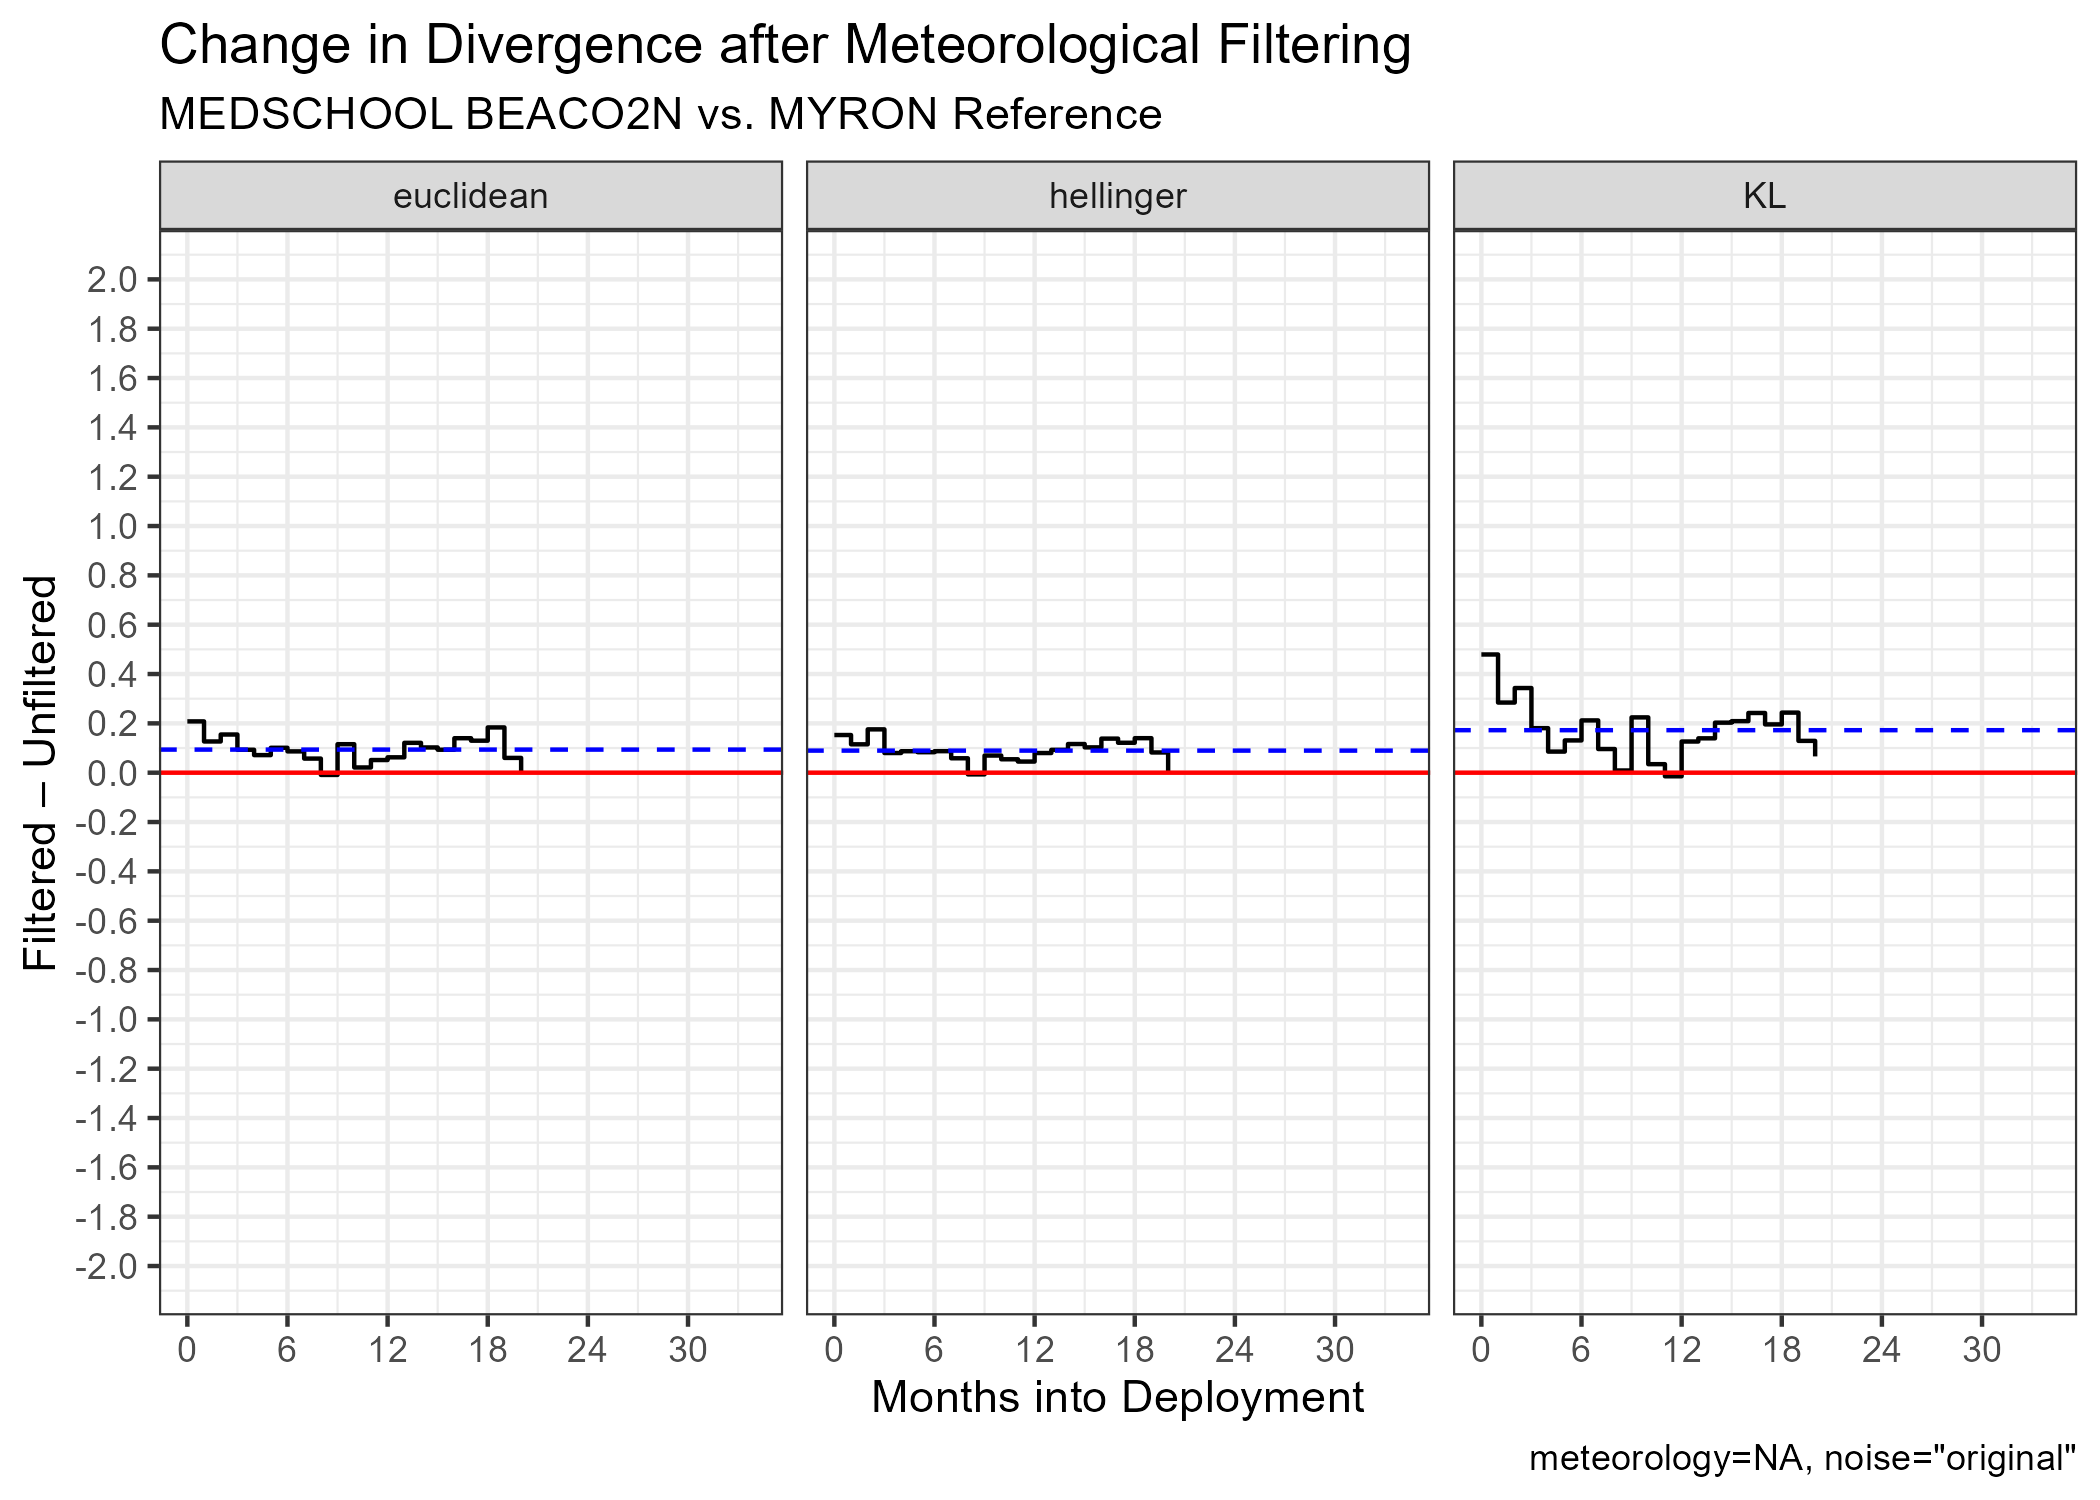 Change in Divergence after Meteorological Filtering
MEDSCHOOL BEACO2N vs. MYRON Reference
euclidean
hellinger
KL
Filtered – Unfiltered
2.0
1.8
1.6
1.4
1.2
1.0
0.8
0.6
0.4
0.2
0.0
-0.2
-0.4
-0.6
-0.8
-1.0
-1.2
-1.4
-1.6
-1.8
-2.0
0 6 12 18 24 30
0 6 12 18 24 30
0 6 12 18 24 30
Months into Deployment
meteorology=NA, noise="original"